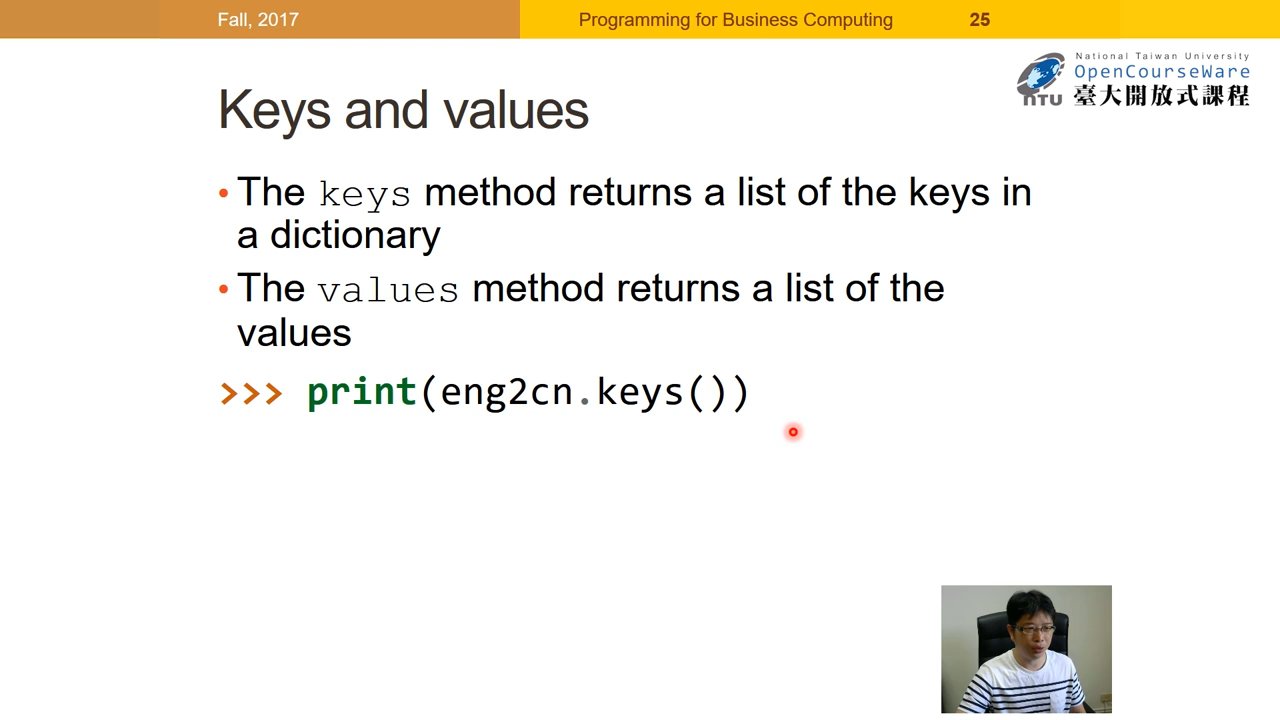 Fall, 2017
Programming for Business Computing
25
National Taiwan University
OpenCourseWare
臺大開放式課程
NTU
Keys and values
• The keys method returns a list of the keys in
a dictionary
• The values method returns a list of the
values
>>> print(eng2cn.keys())